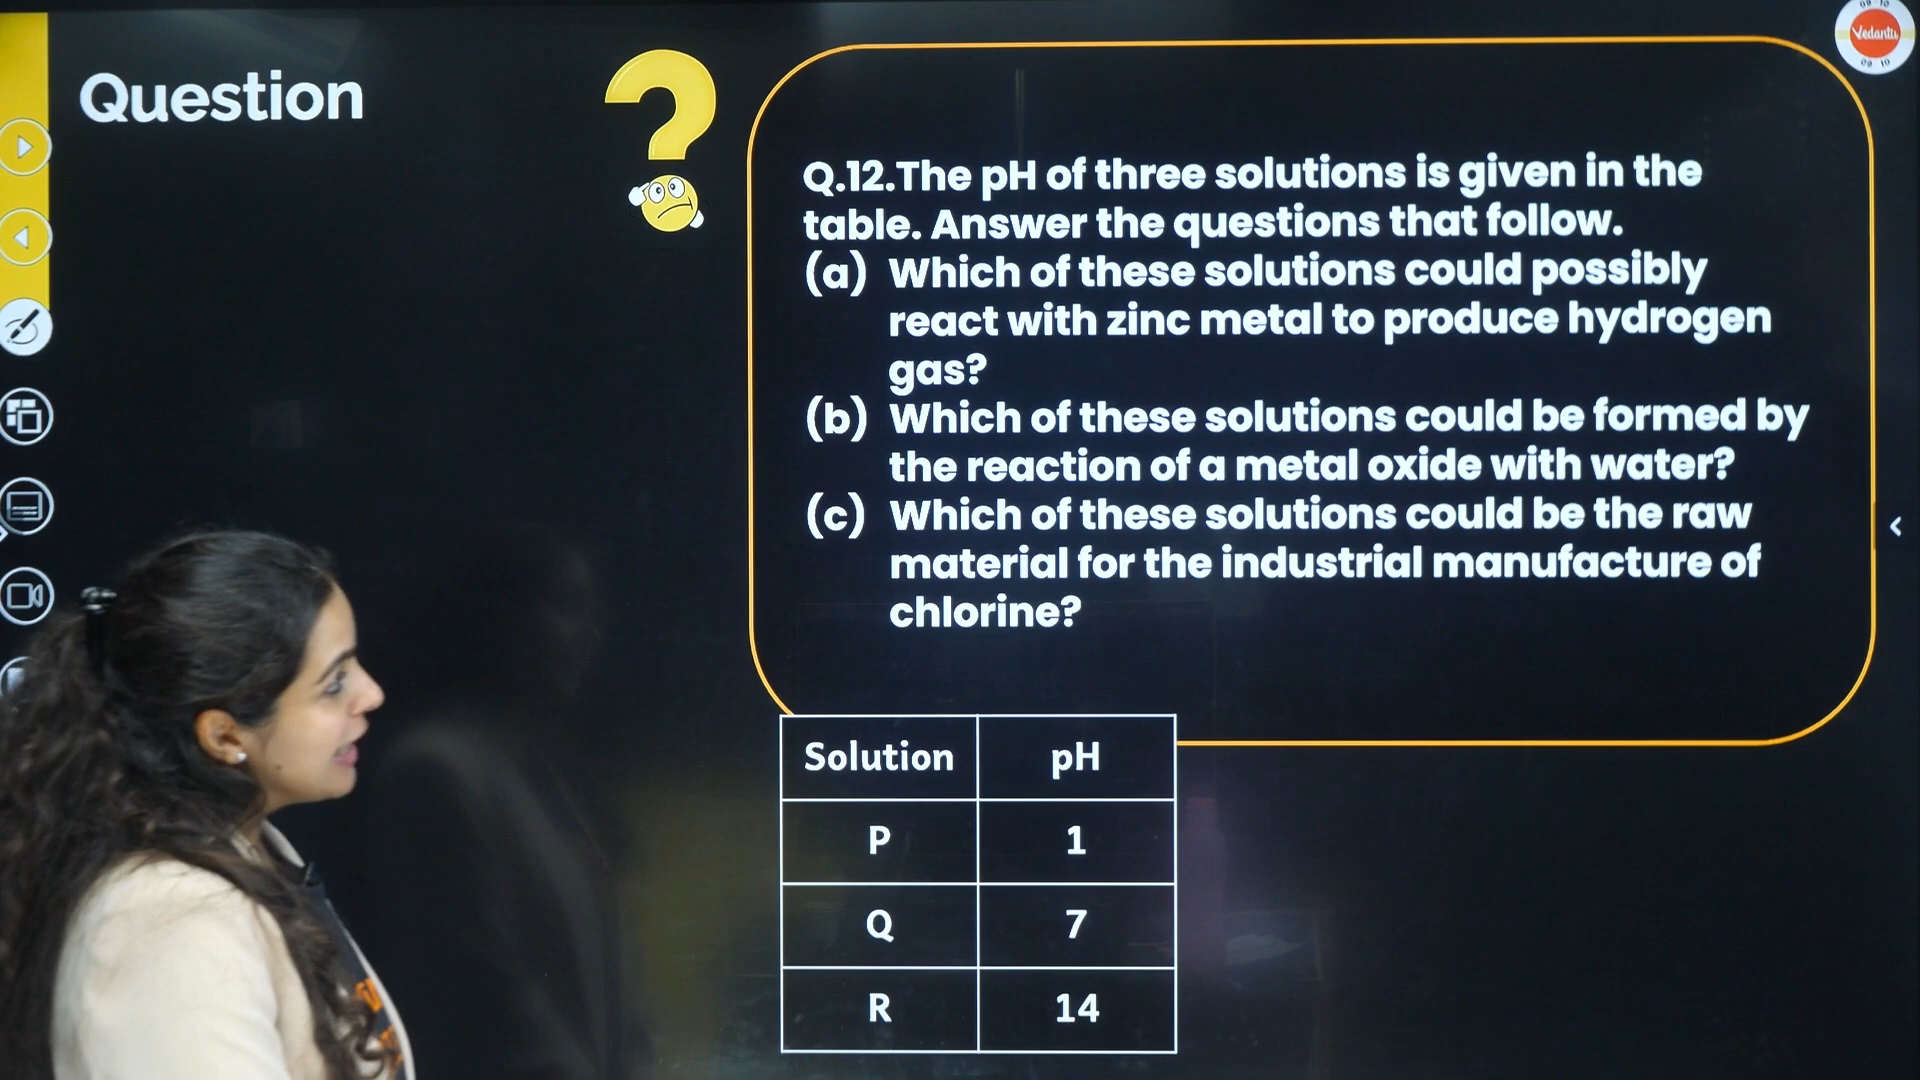 Question
Vedantu
Q.12.The pH of three solutions is given in the
table. Answer the questions that follow.
(a) Which of these solutions could possibly
react with zinc metal to produce hydrogen
gas?
(b) Which of these solutions could be formed by
the reaction of a metal oxide with water?
(c) Which of these solutions could be the raw
material for the industrial manufacture of
chlorine?
Solution pH
P 1
Q 7
R 14